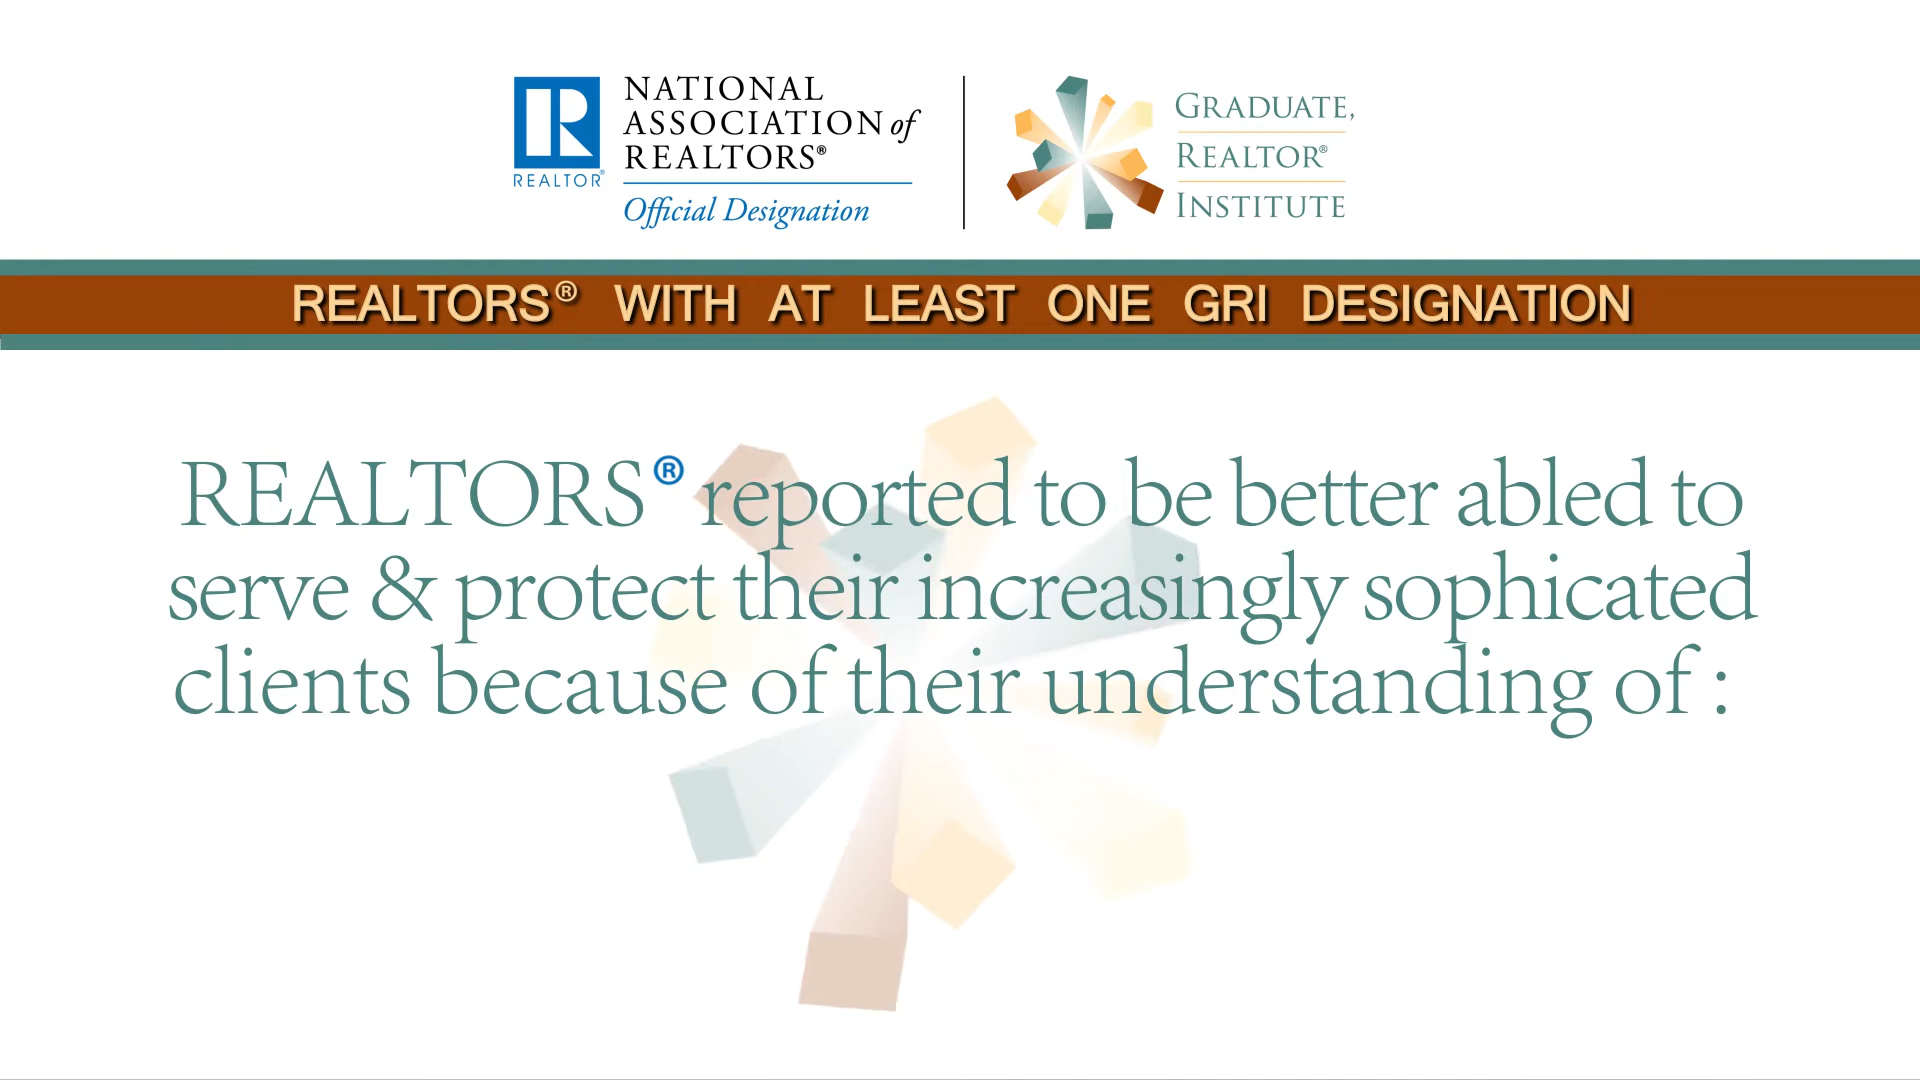 NATIONAL
ASSOCIATION of
REALTORS®
REALTOR®
Official Designation
GRADUATE,
REALTOR®
INSTITUTE
REALTORS® WITH AT LEAST ONE GRI DESIGNATION
REALTORS® reported to be better abled to
serve & protect their increasingly sophicated
clients because of their understanding of :